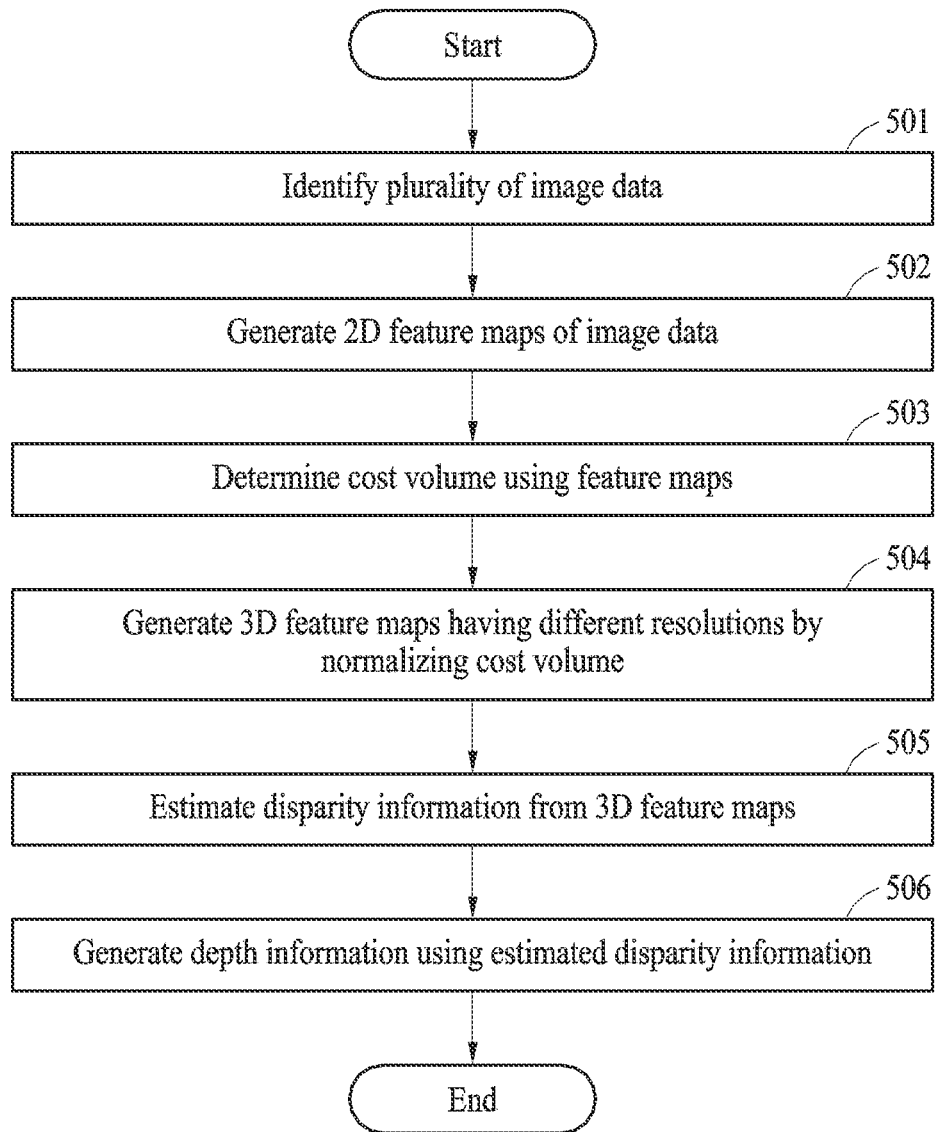 Start
501
Identify plurality of image data
502
Generate 2D feature maps of image data
503
Determine cost volume using feature maps
504
Generate 3D feature maps having different resolutions by
normalizing cost volume
505
Estimate disparity information from 3D feature maps
506
Generate depth information using estimated disparity information
End